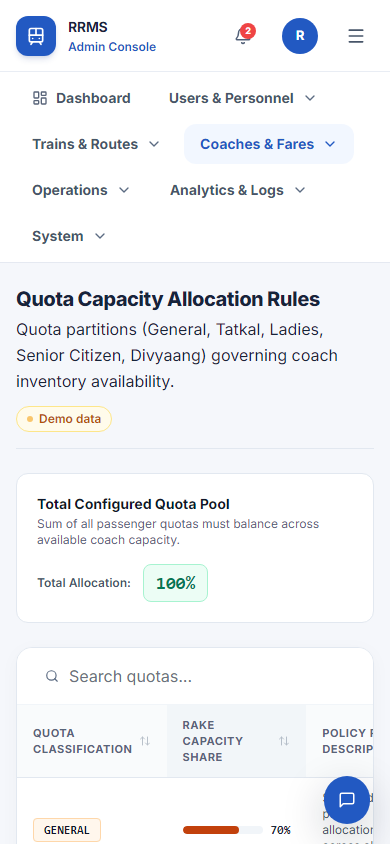 RRMS
Admin Console
2
R
Dashboard
Users & Personnel
Trains & Routes
Coaches & Fares
Operations
Analytics & Logs
System
Quota Capacity Allocation Rules
Quota partitions (General, Tatkal, Ladies,
Senior Citizen, Divyaang) governing coach
inventory availability.
Demo data
Total Configured Quota Pool
Sum of all passenger quotas must balance across
available coach capacity.
Total Allocation:
100%
Search quotas...
QUOTA
CLASSIFICATION
RAKE
CAPACITY
SHARE
POLICY
GENERAL
70%